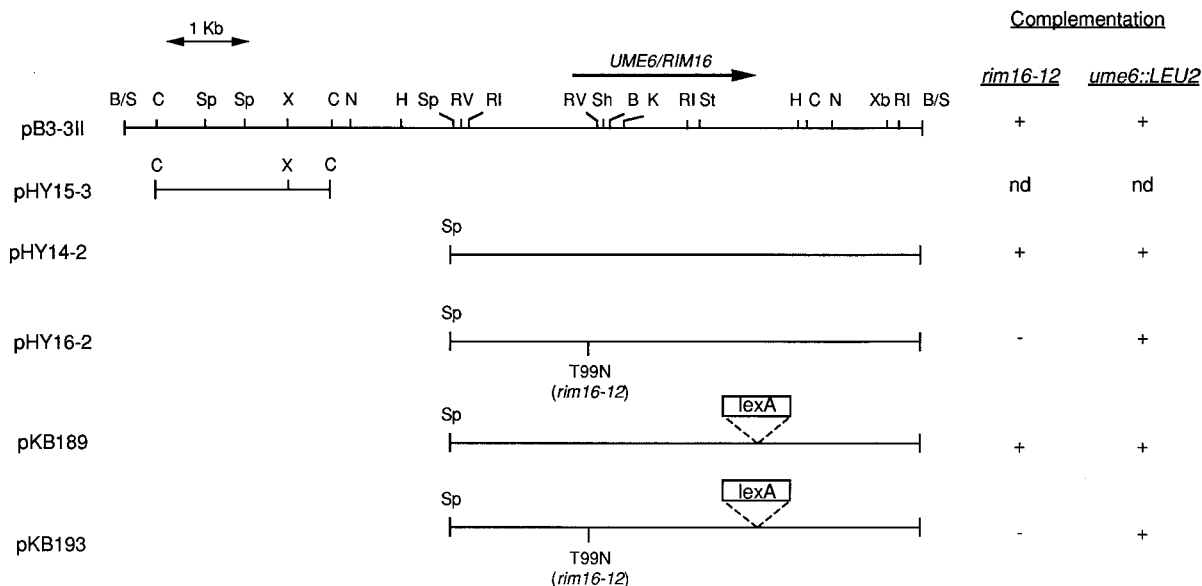 1 Kb
Complementation
UME6/RIM16
rim16-12 ume6::LEU2
B/S C Sp Sp X C N H Sp RV RI RV Sh B K RI St H C N Xb RI B/S
pB3-3II + +
C X C
pHY15-3 nd nd
Sp
pHY14-2 + +
Sp
pHY16-2 - +
T99N
(rim16-12)
lexA
Sp
pKB189 + +
lexA
Sp
pKB193 - +
T99N
(rim16-12)